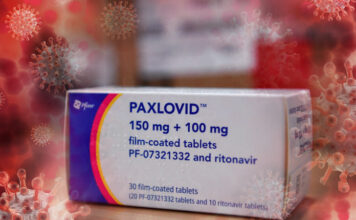 Pfizer
PAXLOVID™
150 mg + 100 mg
film-coated tablets
PF-07321332 and ritonavir
30 film-coated tablets
(20 PF-07321332 tablets and 10 ritonavir tablets)